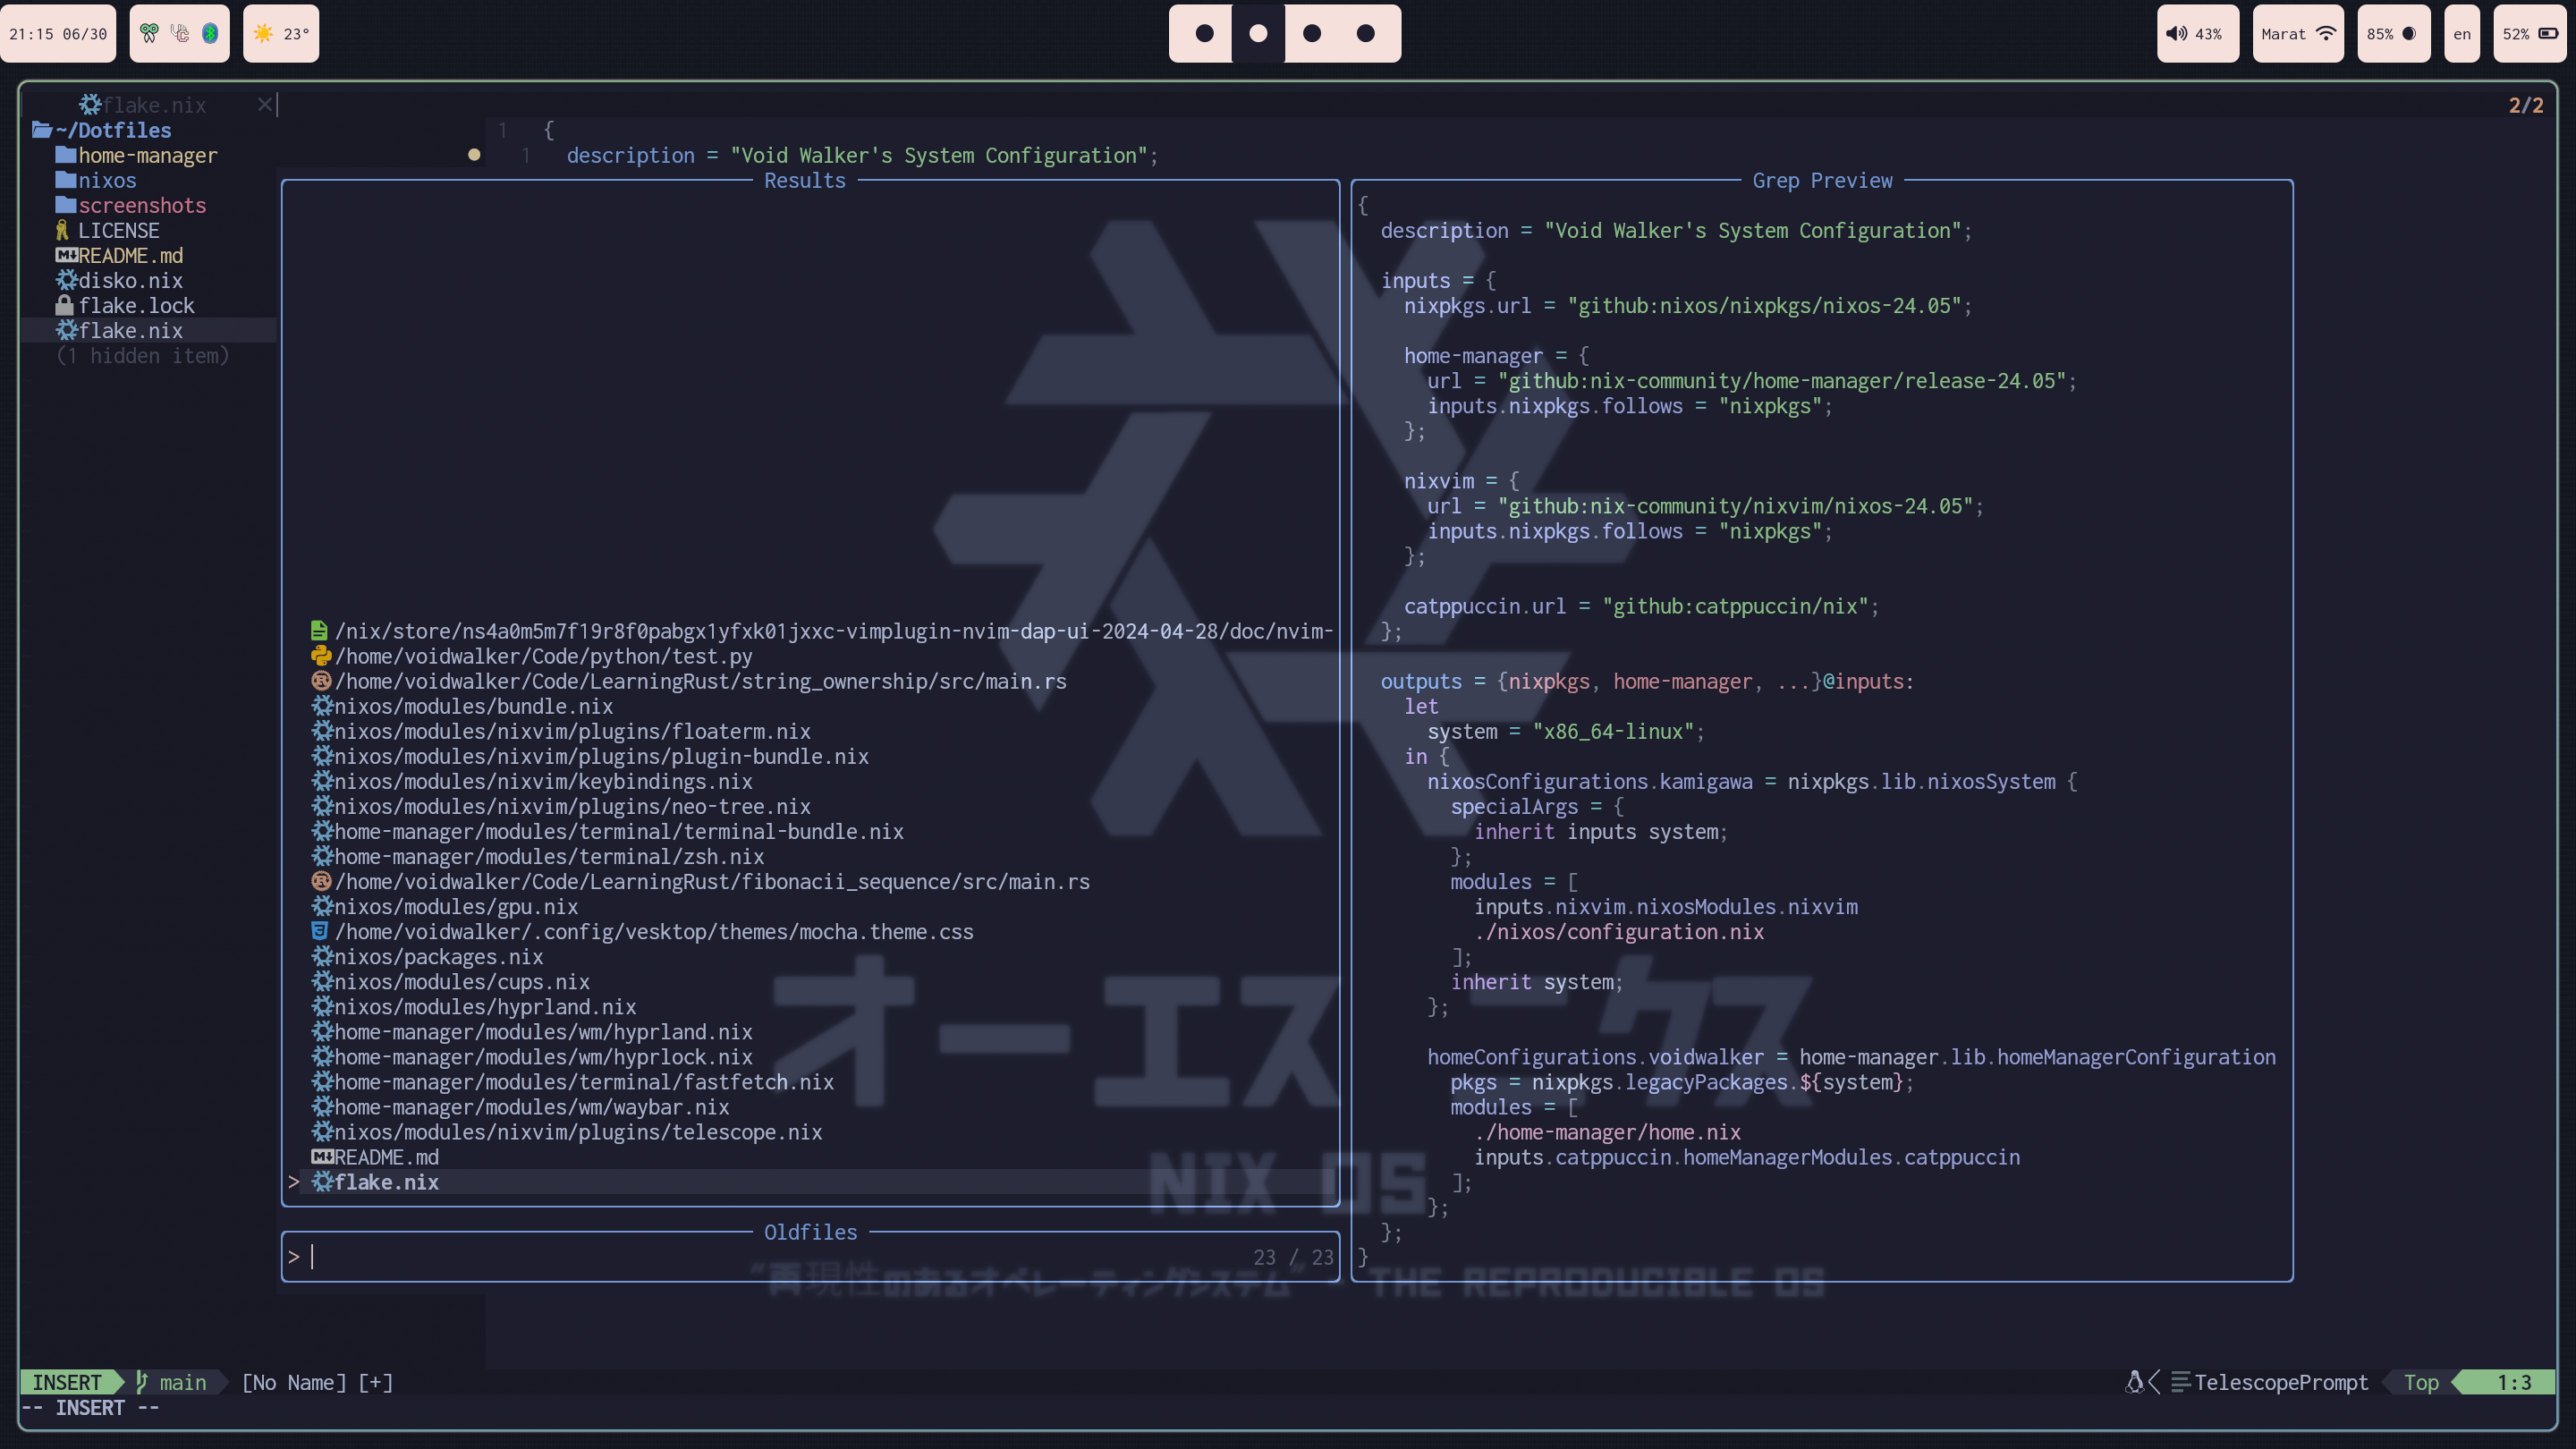 21:15 06/30
23°
43%
Marat
85%
en
52%
flake.nix
2/2
~/Dotfiles
home-manager
nixos
screenshots
LICENSE
README.md
disko.nix
flake.lock
flake.nix
(1 hidden item)
1 {
1 description = "Void Walker's System Configuration";
Results
/nix/store/ns4a0m5m7f19r8f0pabgx1yfxk01jxxc-vimplugin-nvim-dap-ui-2024-04-28/doc/nvim-
/home/voidwalker/Code/python/test.py
/home/voidwalker/Code/LearningRust/string_ownership/src/main.rs
nixos/modules/bundle.nix
nixos/modules/nixvim/plugins/floaterm.nix
nixos/modules/nixvim/plugins/plugin-bundle.nix
nixos/modules/nixvim/keybindings.nix
nixos/modules/nixvim/plugins/neo-tree.nix
home-manager/modules/terminal/terminal-bundle.nix
home-manager/modules/terminal/zsh.nix
/home/voidwalker/Code/LearningRust/fibonacii_sequence/src/main.rs
nixos/modules/gpu.nix
/home/voidwalker/.config/vesktop/themes/mocha.theme.css
nixos/packages.nix
nixos/modules/cups.nix
nixos/modules/hyprland.nix
home-manager/modules/wm/hyprland.nix
home-manager/modules/wm/hyprlock.nix
home-manager/modules/terminal/fastfetch.nix
home-manager/modules/wm/waybar.nix
nixos/modules/nixvim/plugins/telescope.nix
README.md
> flake.nix
Oldfiles
> 23 / 23
Grep Preview
{
description = "Void Walker's System Configuration";
inputs = {
nixpkgs.url = "github:nixos/nixpkgs/nixos-24.05";
home-manager = {
url = "github:nix-community/home-manager/release-24.05";
inputs.nixpkgs.follows = "nixpkgs";
};
nixvim = {
url = "github:nix-community/nixvim/nixos-24.05";
inputs.nixpkgs.follows = "nixpkgs";
};
catppuccin.url = "github:catppuccin/nix";
};
outputs = {nixpkgs, home-manager, ...}@inputs:
let
system = "x86_64-linux";
in {
nixosConfigurations.kamigawa = nixpkgs.lib.nixosSystem {
specialArgs = {
inherit inputs system;
};
modules = [
inputs.nixvim.nixosModules.nixvim
./nixos/configuration.nix
];
inherit system;
};
homeConfigurations.voidwalker = home-manager.lib.homeManagerConfiguration
pkgs = nixpkgs.legacyPackages.${system};
modules = [
./home-manager/home.nix
inputs.catppuccin.homeManagerModules.catppuccin
];
};
};
}
オーエス ニクス
NIX OS
"再現性のあるオペレーティングシステム" - THE REPRODUCIBLE OS
INSERT main [No Name] [+]
TelescopePrompt Top 1:3
-- INSERT --